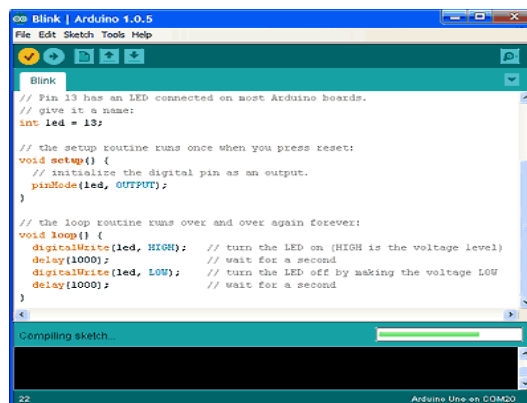 Blink | Arduino 1.0.5
File Edit Sketch Tools Help
Blink
// Pin 13 has an LED connected on most Arduino boards.
// give it a name:
int led = 13;
// the setup routine runs once when you press reset:
void setup() {
// initialize the digital pin as an output.
pinMode(led, OUTPUT);
}
// the loop routine runs over and over again forever:
void loop() {
digitalWrite(led, HIGH); // turn the LED on (HIGH is the voltage level)
delay(1000); // wait for a second
digitalWrite(led, LOW); // turn the LED off by making the voltage LOW
delay(1000); // wait for a second
}
Compiling sketch...
22 Arduino Uno on COM20